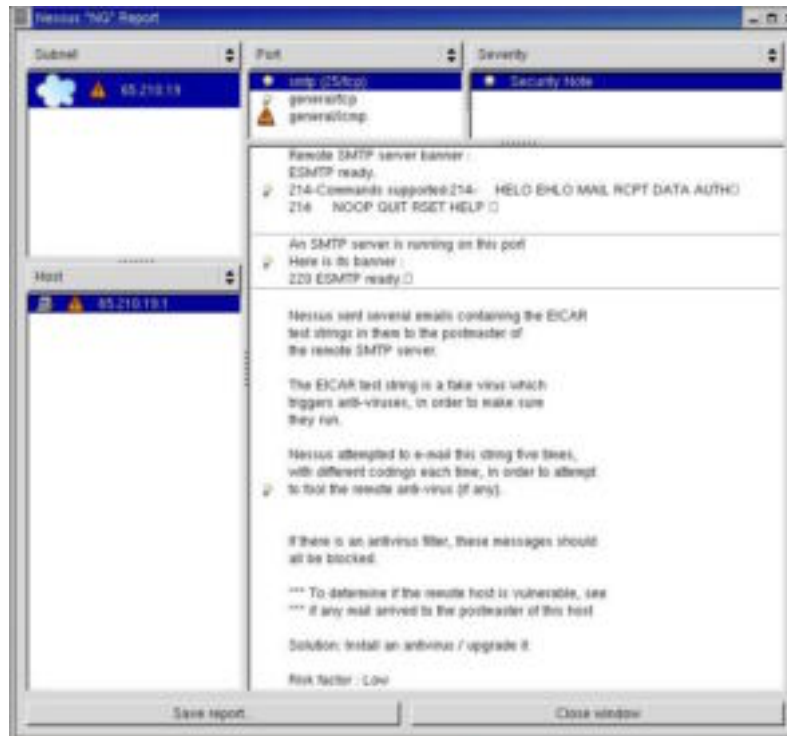 Nessus "NG" Report
Subnet
Port
Severity
65.210.19
smtp (25/tcp)
general/tcp
general/icmp
Security Note
Host
65.210.19.1
Remote SMTP server banner :
ESMTP ready.
214-Commands supported:214- HELO EHLO MAIL RCPT DATA AUTH
214 NOOP QUIT RSET HELP
An SMTP server is running on this port
Here is its banner :
220 ESMTP ready.
Nessus sent several emails containing the EICAR
test strings in them to the postmaster of
the remote SMTP server.
The EICAR test string is a fake virus which
triggers anti-viruses, in order to make sure
they run.
Nessus attempted to e-mail this string five times,
with different codings each time, in order to attempt
to fool the remote anti-virus (if any).
If there is an antivirus filter, these messages should
all be blocked.
*** To determine if the remote host is vulnerable, see
*** if any mail arrived to the postmaster of this host
Solution: Install an antivirus / upgrade it
Risk factor : Low
Save report...
Close window